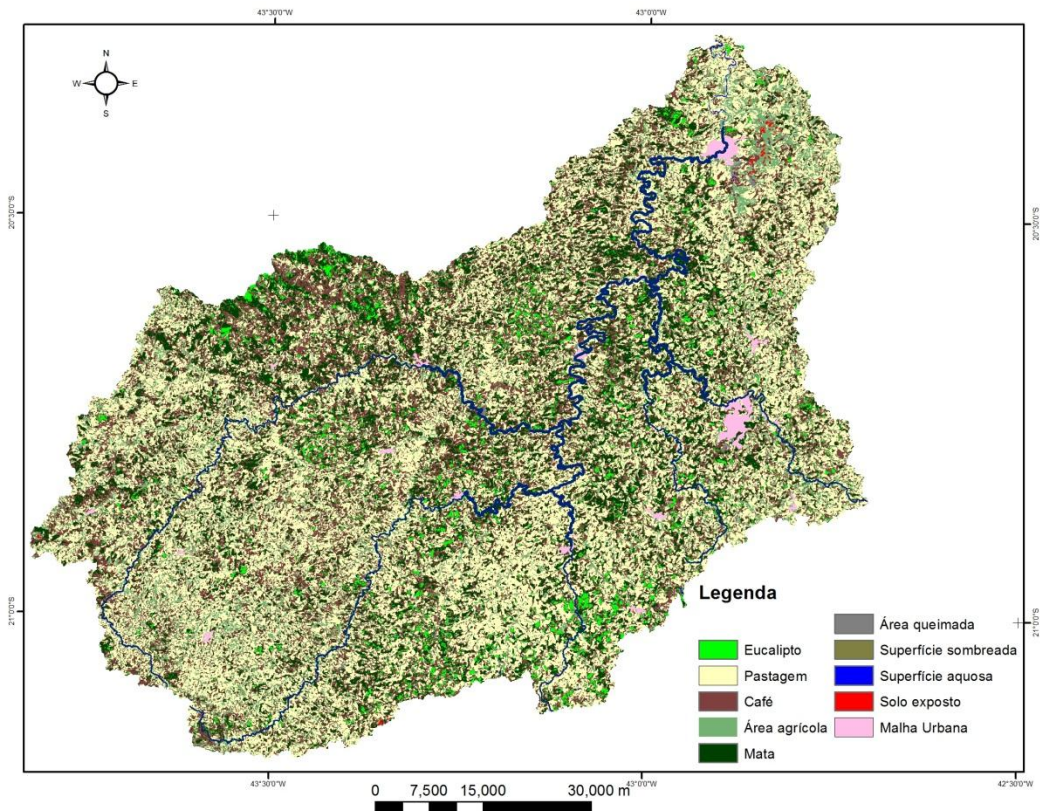 43°30'0"W
43°0'0"W
N
W
E
S
20°30'0"S
20°30'0"S
21°0'0"S
21°0'0"S
Legenda
Eucalipto
Pastagem
Café
Área agrícola
Mata
Área queimada
Superfície sombreada
Superfície aquosa
Solo exposto
Malha Urbana
43°30'0"W
43°0'0"W
42°30'0"W
0 7,500 15,000 30,000 m